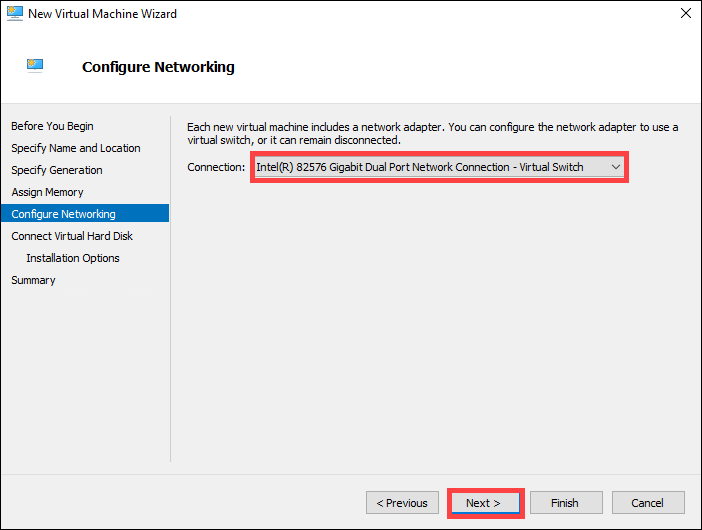 New Virtual Machine Wizard
Configure Networking
Before You Begin
Specify Name and Location
Specify Generation
Assign Memory
Configure Networking
Connect Virtual Hard Disk
Installation Options
Summary
Each new virtual machine includes a network adapter. You can configure the network adapter to use a
virtual switch, or it can remain disconnected.
Connection: Intel(R) 82576 Gigabit Dual Port Network Connection - Virtual Switch
< Previous Next > Finish Cancel